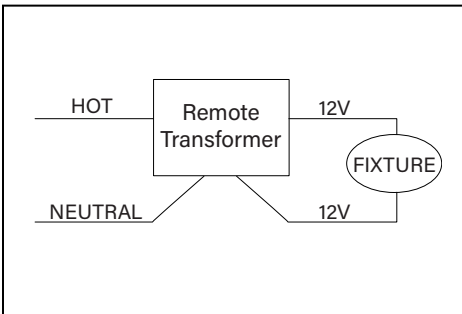 HOT
Remote
Transformer
12V
FIXTURE
NEUTRAL
12V